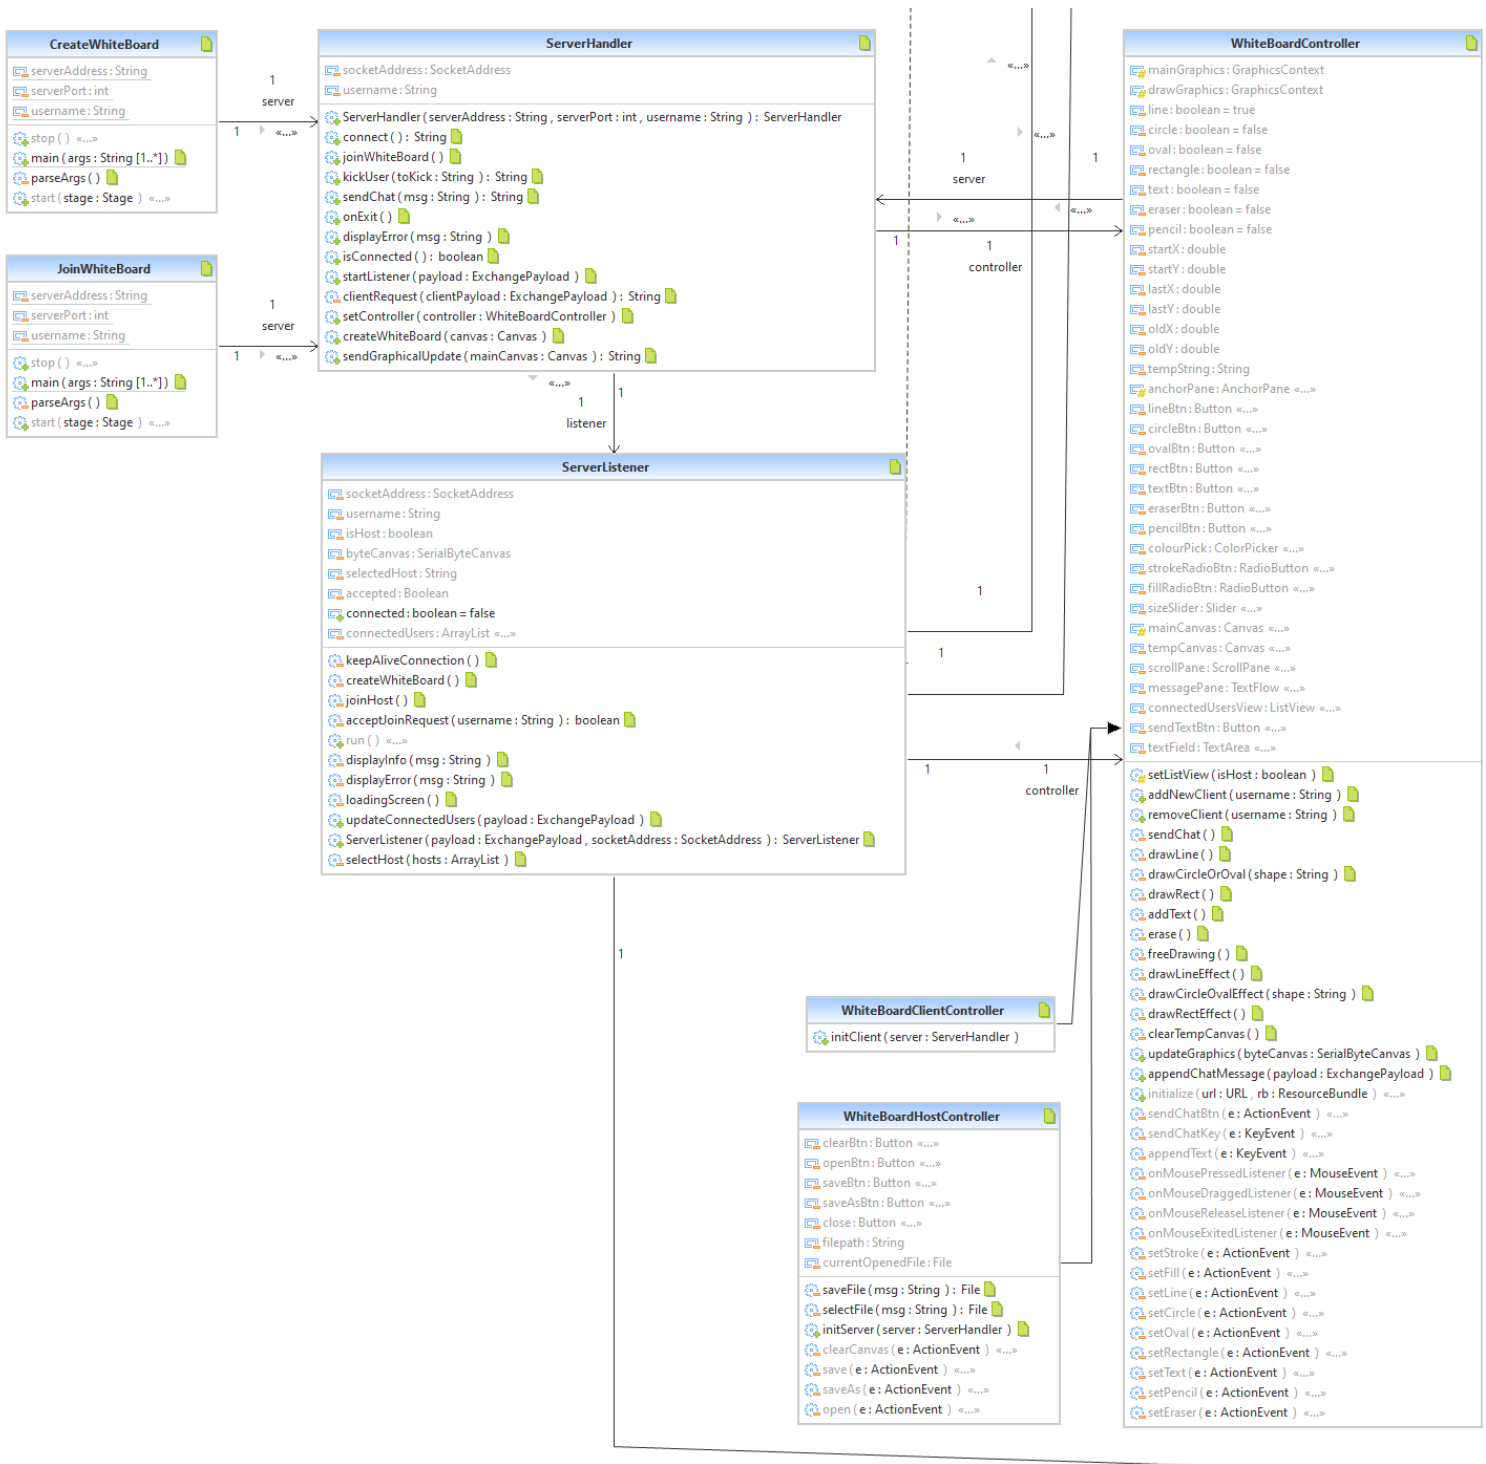 CreateWhiteBoard
serverAddress : String
serverPort : int
username : String
stop ( ) «...»
main ( args : String [1..*] )
parseArgs ( )
start ( stage : Stage ) «...»
1
server
1
«...»
JoinWhiteBoard
serverAddress : String
serverPort : int
username : String
stop ( ) «...»
main ( args : String [1..*] )
parseArgs ( )
start ( stage : Stage ) «...»
1
server
1
«...»
ServerHandler
socketAddress : SocketAddress
username : String
ServerHandler ( serverAddress : String , serverPort : int , username : String ) : ServerHandler
connect ( ) : String
joinWhiteBoard ( )
kickUser ( toKick : String ) : String
sendChat ( msg : String ) : String
onExit ( )
displayError ( msg : String )
isConnected ( ) : boolean
startListener ( payload : ExchangePayload )
clientRequest ( clientPayload : ExchangePayload ) : String
setController ( controller : WhiteBoardController )
createWhiteBoard ( canvas : Canvas )
sendGraphicalUpdate ( mainCanvas : Canvas ) : String
«...»
1
1
listener
«...»
«...»
1
server
1
«...»
«...»
1
1
controller
ServerListener
socketAddress : SocketAddress
username : String
isHost : boolean
byteCanvas : SerialByteCanvas
selectedHost : String
accepted : Boolean
connected : boolean = false
connectedUsers : ArrayList «...»
keepAliveConnection ( )
createWhiteBoard ( )
joinHost ( )
acceptJoinRequest ( username : String ) : boolean
run ( ) «...»
displayInfo ( msg : String )
displayError ( msg : String )
loadingScreen ( )
updateConnectedUsers ( payload : ExchangePayload )
ServerListener ( payload : ExchangePayload , socketAddress : SocketAddress ) : ServerListener
selectHost ( hosts : ArrayList )
1
1
1
1
controller
1
WhiteBoardClientController
initClient ( server : ServerHandler )
WhiteBoardHostController
clearBtn : Button «...»
openBtn : Button «...»
saveBtn : Button «...»
saveAsBtn : Button «...»
close : Button «...»
filepath : String
currentOpenedFile : File
saveFile ( msg : String ) : File
selectFile ( msg : String ) : File
initServer ( server : ServerHandler )
clearCanvas ( e : ActionEvent ) «...»
save ( e : ActionEvent ) «...»
saveAs ( e : ActionEvent ) «...»
open ( e : ActionEvent ) «...»
WhiteBoardController
mainGraphics : GraphicsContext
drawGraphics : GraphicsContext
line : boolean = true
circle : boolean = false
oval : boolean = false
rectangle : boolean = false
text : boolean = false
eraser : boolean = false
pencil : boolean = false
startX : double
startY : double
lastX : double
lastY : double
oldX : double
oldY : double
tempString : String
anchorPane : AnchorPane «...»
lineBtn : Button «...»
circleBtn : Button «...»
ovalBtn : Button «...»
rectBtn : Button «...»
textBtn : Button «...»
eraserBtn : Button «...»
pencilBtn : Button «...»
colourPick : ColorPicker «...»
strokeRadioBtn : RadioButton «...»
fillRadioBtn : RadioButton «...»
sizeSlider : Slider «...»
mainCanvas : Canvas «...»
tempCanvas : Canvas «...»
scrollPane : ScrollPane «...»
messagePane : TextFlow «...»
connectedUsersView : ListView «...»
sendTextBtn : Button «...»
textField : TextArea «...»
setListView ( isHost : boolean )
addNewClient ( username : String )
removeClient ( username : String )
sendChat ( )
drawLine ( )
drawCircleOrOval ( shape : String )
drawRect ( )
addText ( )
erase ( )
freeDrawing ( )
drawLineEffect ( )
drawCircleOvalEffect ( shape : String )
drawRectEffect ( )
clearTempCanvas ( )
updateGraphics ( byteCanvas : SerialByteCanvas )
appendChatMessage ( payload : ExchangePayload )
initialize ( url : URL , rb : ResourceBundle ) «...»
sendChatBtn ( e : ActionEvent ) «...»
sendChatKey ( e : KeyEvent ) «...»
appendText ( e : KeyEvent ) «...»
onMousePressedListener ( e : MouseEvent ) «...»
onMouseDraggedListener ( e : MouseEvent ) «...»
onMouseReleaseListener ( e : MouseEvent ) «...»
onMouseExitedListener ( e : MouseEvent ) «...»
setStroke ( e : ActionEvent ) «...»
setFill ( e : ActionEvent ) «...»
setLine ( e : ActionEvent ) «...»
setCircle ( e : ActionEvent ) «...»
setOval ( e : ActionEvent ) «...»
setRectangle ( e : ActionEvent ) «...»
setText ( e : ActionEvent ) «...»
setPencil ( e : ActionEvent ) «...»
setEraser ( e : ActionEvent ) «...»